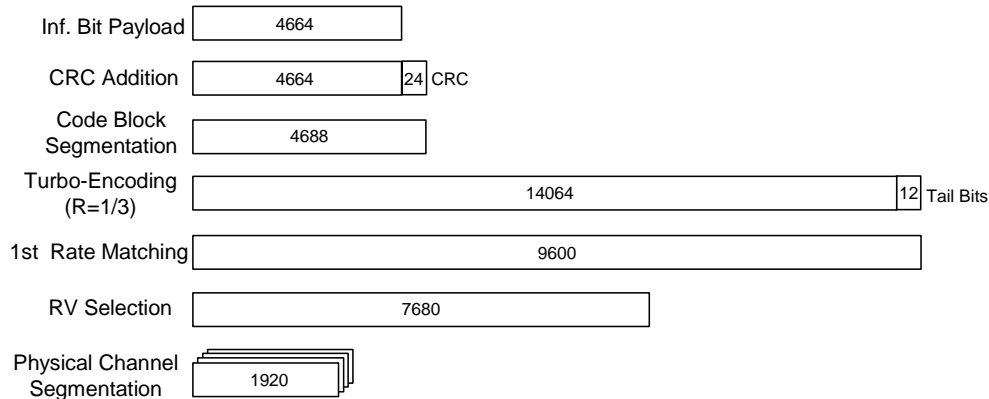 Inf. Bit Payload
4664
CRC Addition
4664
24
CRC
Code Block
Segmentation
4688
Turbo-Encoding
(R=1/3)
14064
12
Tail Bits
1st Rate Matching
9600
RV Selection
7680
Physical Channel
Segmentation
1920